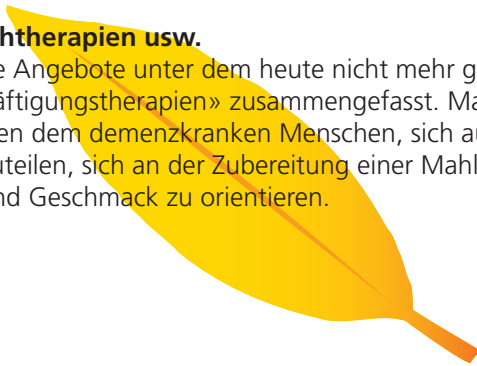 htherapien usw.
e Angebote unter dem heute nicht mehr g
äftigungstherapien» zusammengefasst. Ma
en dem demenzkranken Menschen, sich au
uteilen, sich an der Zubereitung einer Mahl
nd Geschmack zu orientieren.